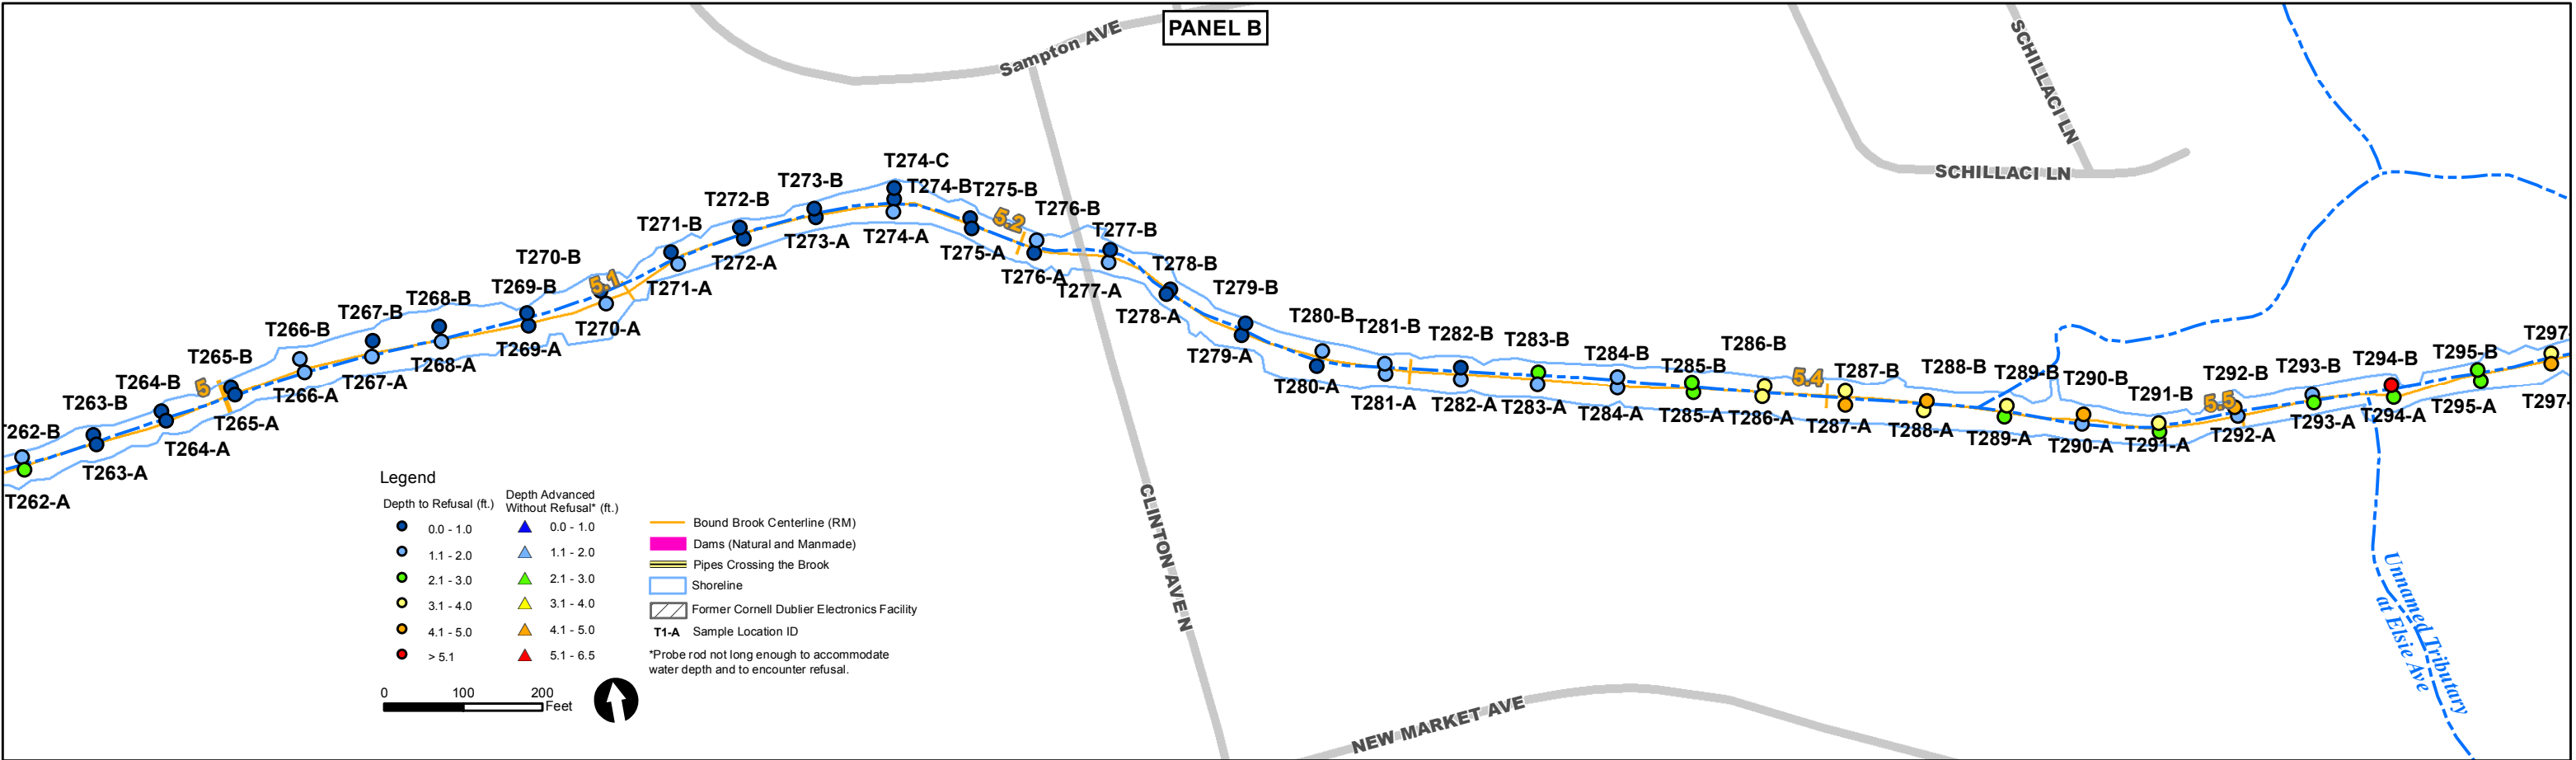 PANEL B
Sampton AVE
SCHILLACI LN
SCHILLACI LN
T274-C
T273-B
T274-B
T275-B
T272-B
T276-B
5.2
T271-B
T277-B
T273-A
T274-A
T275-A
T270-B
T272-A
T276-A
T278-B
T269-B
5.1
T271-A
T277-A
T279-B
T268-B
T270-A
T278-A
T280-B
T267-B
T269-A
T279-A
T281-B
T282-B
T283-B
T266-B
T268-A
T280-A
T284-B
T286-B
T265-B
T267-A
T281-A
T282-A
T283-A
T285-B
T287-B
T288-B
T289-B
T290-B
T291-B
T292-B
T293-B
T294-B
T295-B
T297-
T264-B
5
T266-A
T284-A
T285-A
T286-A
5.4
T287-A
T288-A
T289-A
T290-A
T291-A
5.5
T292-A
T293-A
T294-A
T295-A
T297-
T263-B
T265-A
262-B
T264-A
T263-A
T262-A
CLINTON AVE N
NEW MARKET AVE
Unnamed Tributary
at Elsie Ave
Legend
Depth to Refusal (ft.)
0.0 - 1.0
1.1 - 2.0
2.1 - 3.0
3.1 - 4.0
4.1 - 5.0
> 5.1
Depth Advanced
Without Refusal* (ft.)
0.0 - 1.0
1.1 - 2.0
2.1 - 3.0
3.1 - 4.0
4.1 - 5.0
5.1 - 6.5
Bound Brook Centerline (RM)
Dams (Natural and Manmade)
Pipes Crossing the Brook
Shoreline
Former Cornell Dublier Electronics Facility
T1-A Sample Location ID
*Probe rod not long enough to accommodate
water depth and to encounter refusal.
0 100 200
Feet